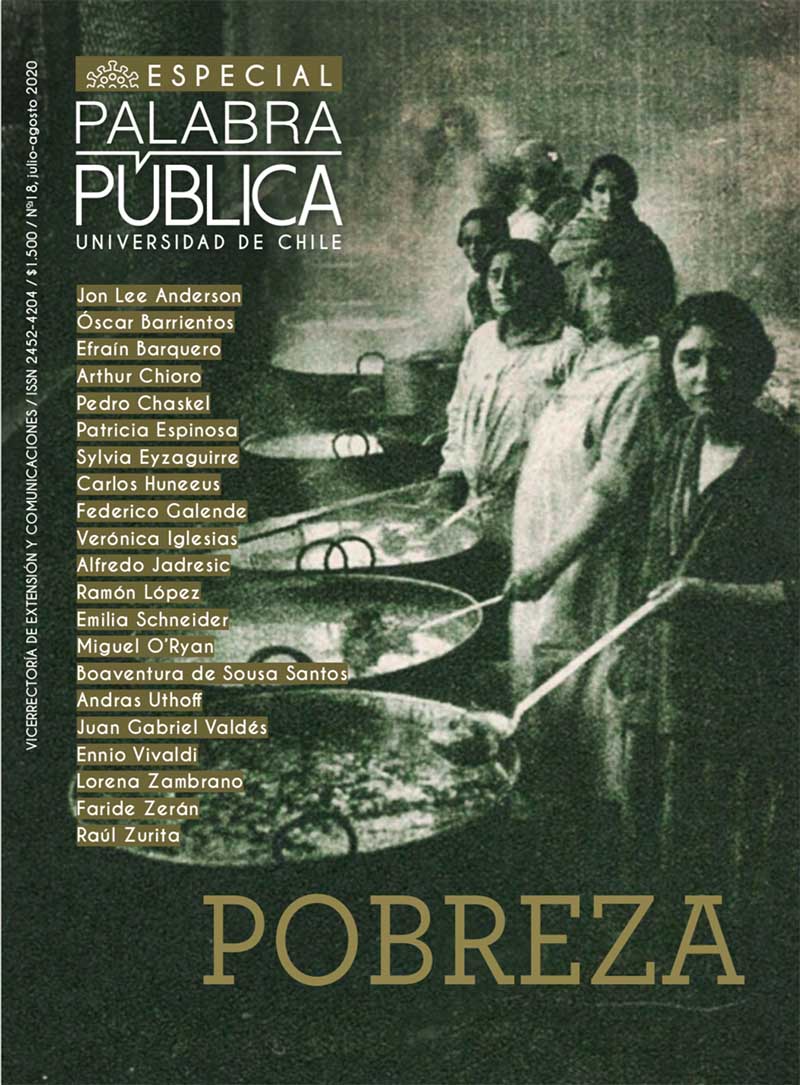 ESPECIAL
PALABRA
PÚBLICA
UNIVERSIDAD DE CHILE
VICERRECTORÍA DE EXTENSIÓN Y COMUNICACIONES / ISSN 2452-4204 / $1.500 / Nº18, julio-agosto 2020
Jon Lee Anderson
Óscar Barrientos
Efraín Barquero
Arthur Chioro
Pedro Chaskel
Patricia Espinosa
Sylvia Eyzaguirre
Carlos Huneeus
Federico Galende
Verónica Iglesias
Alfredo Jadresic
Ramón López
Emilia Schneider
Miguel O'Ryan
Boaventura de Sousa Santos
Andras Uthoff
Juan Gabriel Valdés
Ennio Vivaldi
Lorena Zambrano
Faride Zerán
Raúl Zurita
POBREZA